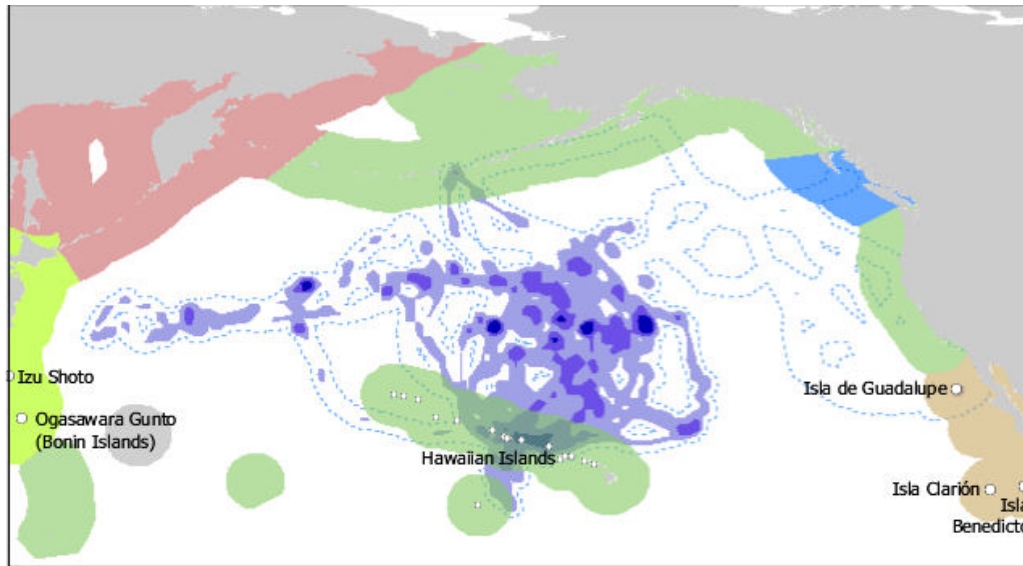 Izu Shoto
Ogasawara Gunto
(Bonin Islands)
Hawaiian Islands
Isla de Guadalupe
Isla Clarión
Isla
Benedicto